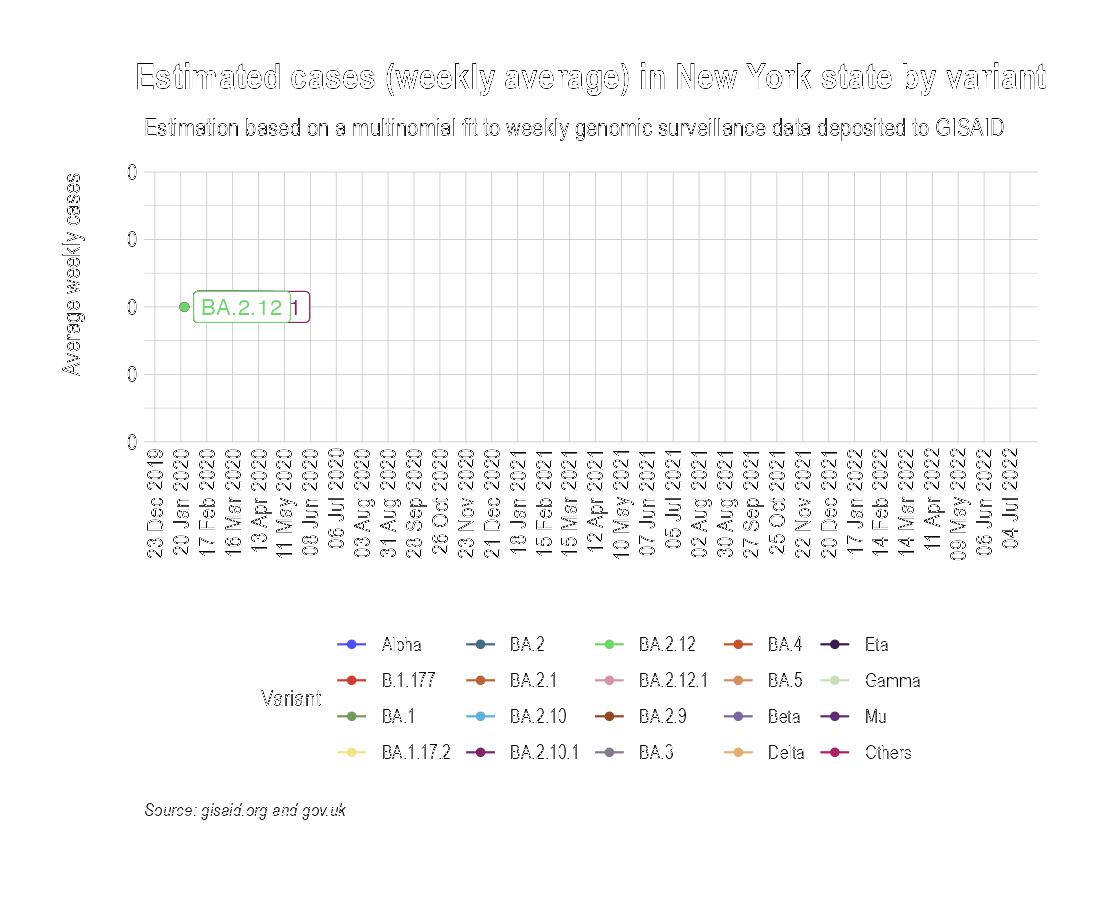 Estimated cases (weekly average) in New York state by variant
Estimation based on a multinomial fit to weekly genomic surveillance data deposited to GISAID
Average weekly cases
0
0
0
0
0
BA.2.12
1
23 Dec 2019
20 Jan 2020
17 Feb 2020
16 Mar 2020
13 Apr 2020
11 May 2020
08 Jun 2020
06 Jul 2020
03 Aug 2020
31 Aug 2020
28 Sep 2020
26 Oct 2020
23 Nov 2020
21 Dec 2020
18 Jan 2021
15 Feb 2021
15 Mar 2021
12 Apr 2021
10 May 2021
07 Jun 2021
05 Jul 2021
02 Aug 2021
30 Aug 2021
27 Sep 2021
25 Oct 2021
22 Nov 2021
20 Dec 2021
17 Jan 2022
14 Feb 2022
14 Mar 2022
11 Apr 2022
09 May 2022
06 Jun 2022
04 Jul 2022
Variant
Alpha
B.1.177
BA.1
BA.1.17.2
BA.2
BA.2.1
BA.2.10
BA.2.10.1
BA.2.12
BA.2.12.1
BA.2.9
BA.3
BA.4
BA.5
Beta
Delta
Eta
Gamma
Mu
Others
Source: gisaid.org and gov.uk